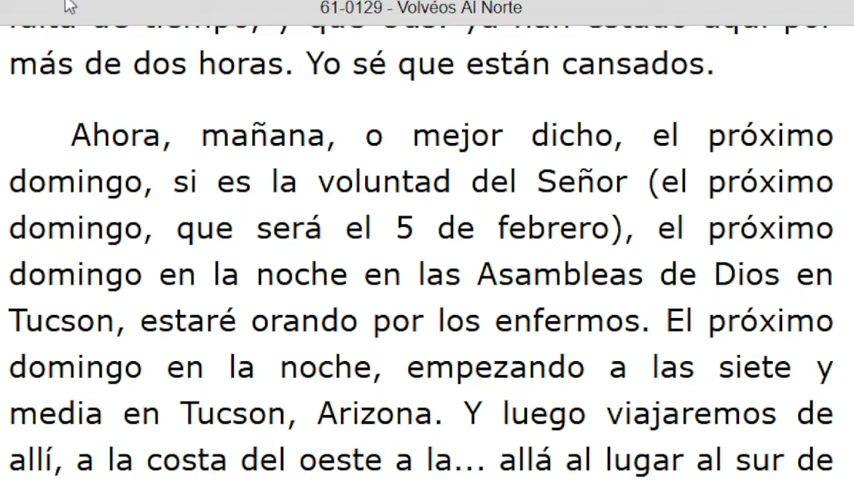 61-0129 - Volvéos Al Norte
más de dos horas. Yo sé que están cansados.
Ahora, mañana, o mejor dicho, el próximo
domingo, si es la voluntad del Señor (el próximo
domingo, que será el 5 de febrero), el próximo
domingo en la noche en las Asambleas de Dios en
Tucson, estaré orando por los enfermos. El próximo
domingo en la noche, empezando a las siete y
media en Tucson, Arizona. Y luego viajaremos de
allí, a la costa del oeste a la... allá al lugar al sur de